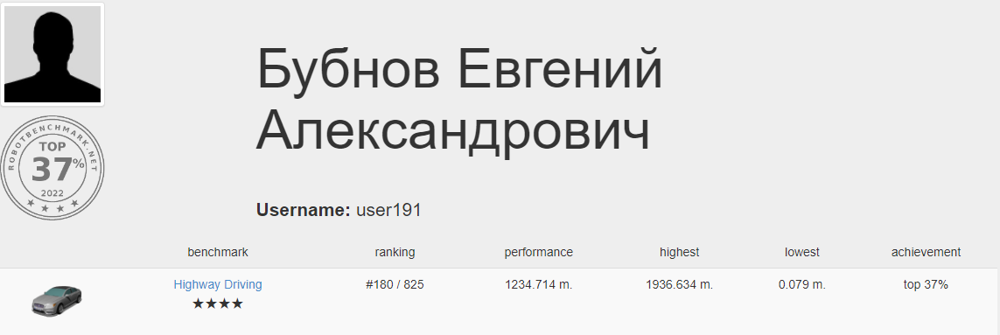 Бубнов Евгений
Александрович
ROBOTBENCHMARK.NET
TOP
37%
2022
★ ★ ★ ★
Username: user191
benchmark ranking performance highest lowest achievement
Highway Driving #180 / 825 1234.714 m. 1936.634 m. 0.079 m. top 37%
★★★★